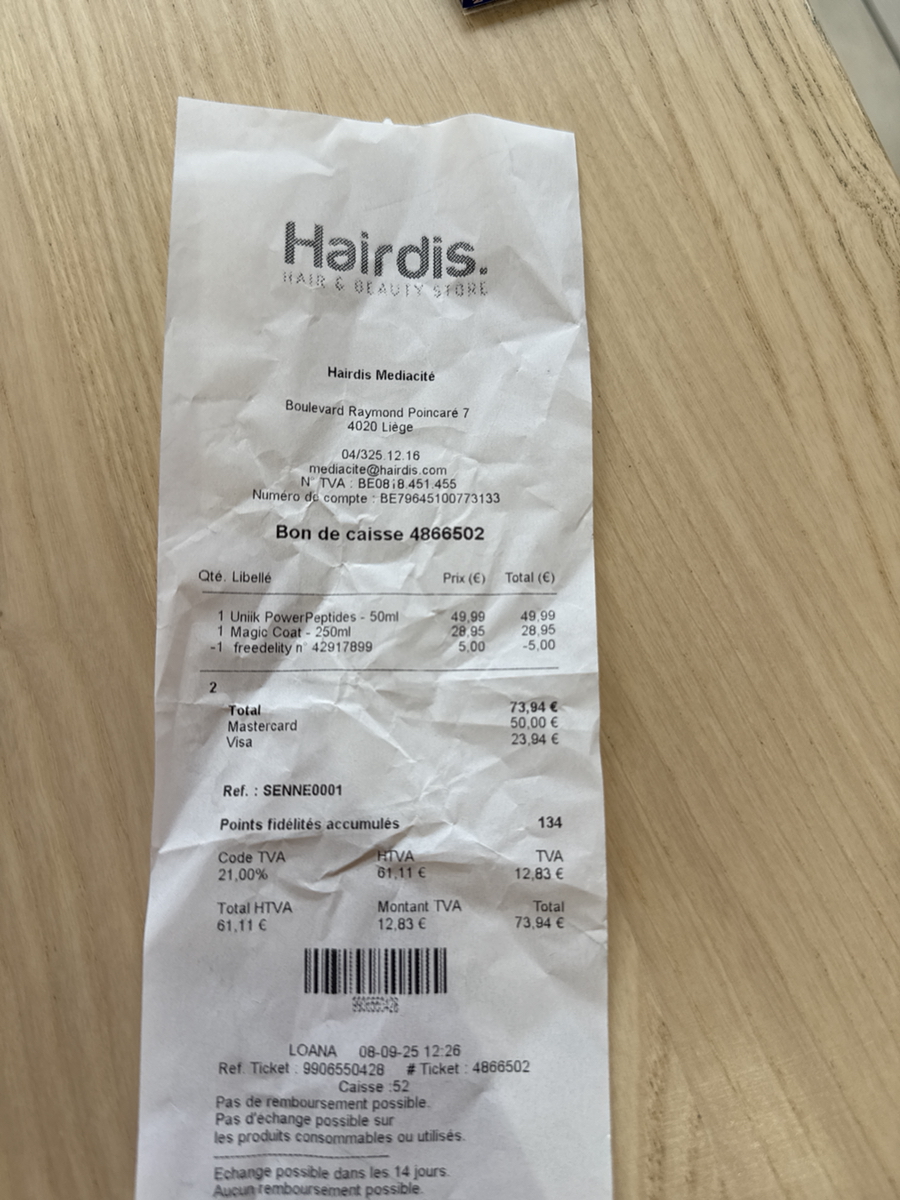 Hairdis.
HAIR & BEAUTY STORE
Hairdis Mediacité
Boulevard Raymond Poincaré 7
4020 Liège
04/325.12.16
mediacite@hairdis.com
N° TVA :
Numéro de compte : BE79645100773133
Bon de caisse 4866502
Qté. Libellé Prix (€) Total (€)
1 Uniik PowerPeptides - 50ml 49,99 49,99
1 Magic Coat - 250ml 28,95 28,95
-1 freedelity n° 42917899 5,00 -5,00
2
Total 73,94 €
Mastercard 50,00 €
Visa 23,94 €
Ref. : SENNE0001
Points fidélités accumulés 134
Code TVA HTVA TVA
21,00% 61,11 € 12,83 €
Total HTVA Montant TVA Total
61,11 € 12,83 € 73,94 €
9906550428
LOANA 08-09-25 12:26
Ref. Ticket : 9906550428 # Ticket : 4866502
Caisse :52
Pas de remboursement possible.
Pas d'échange possible sur
les produits consommables ou utilisés.
Echange possible dans les 14 jours.
Aucun remboursement possible.